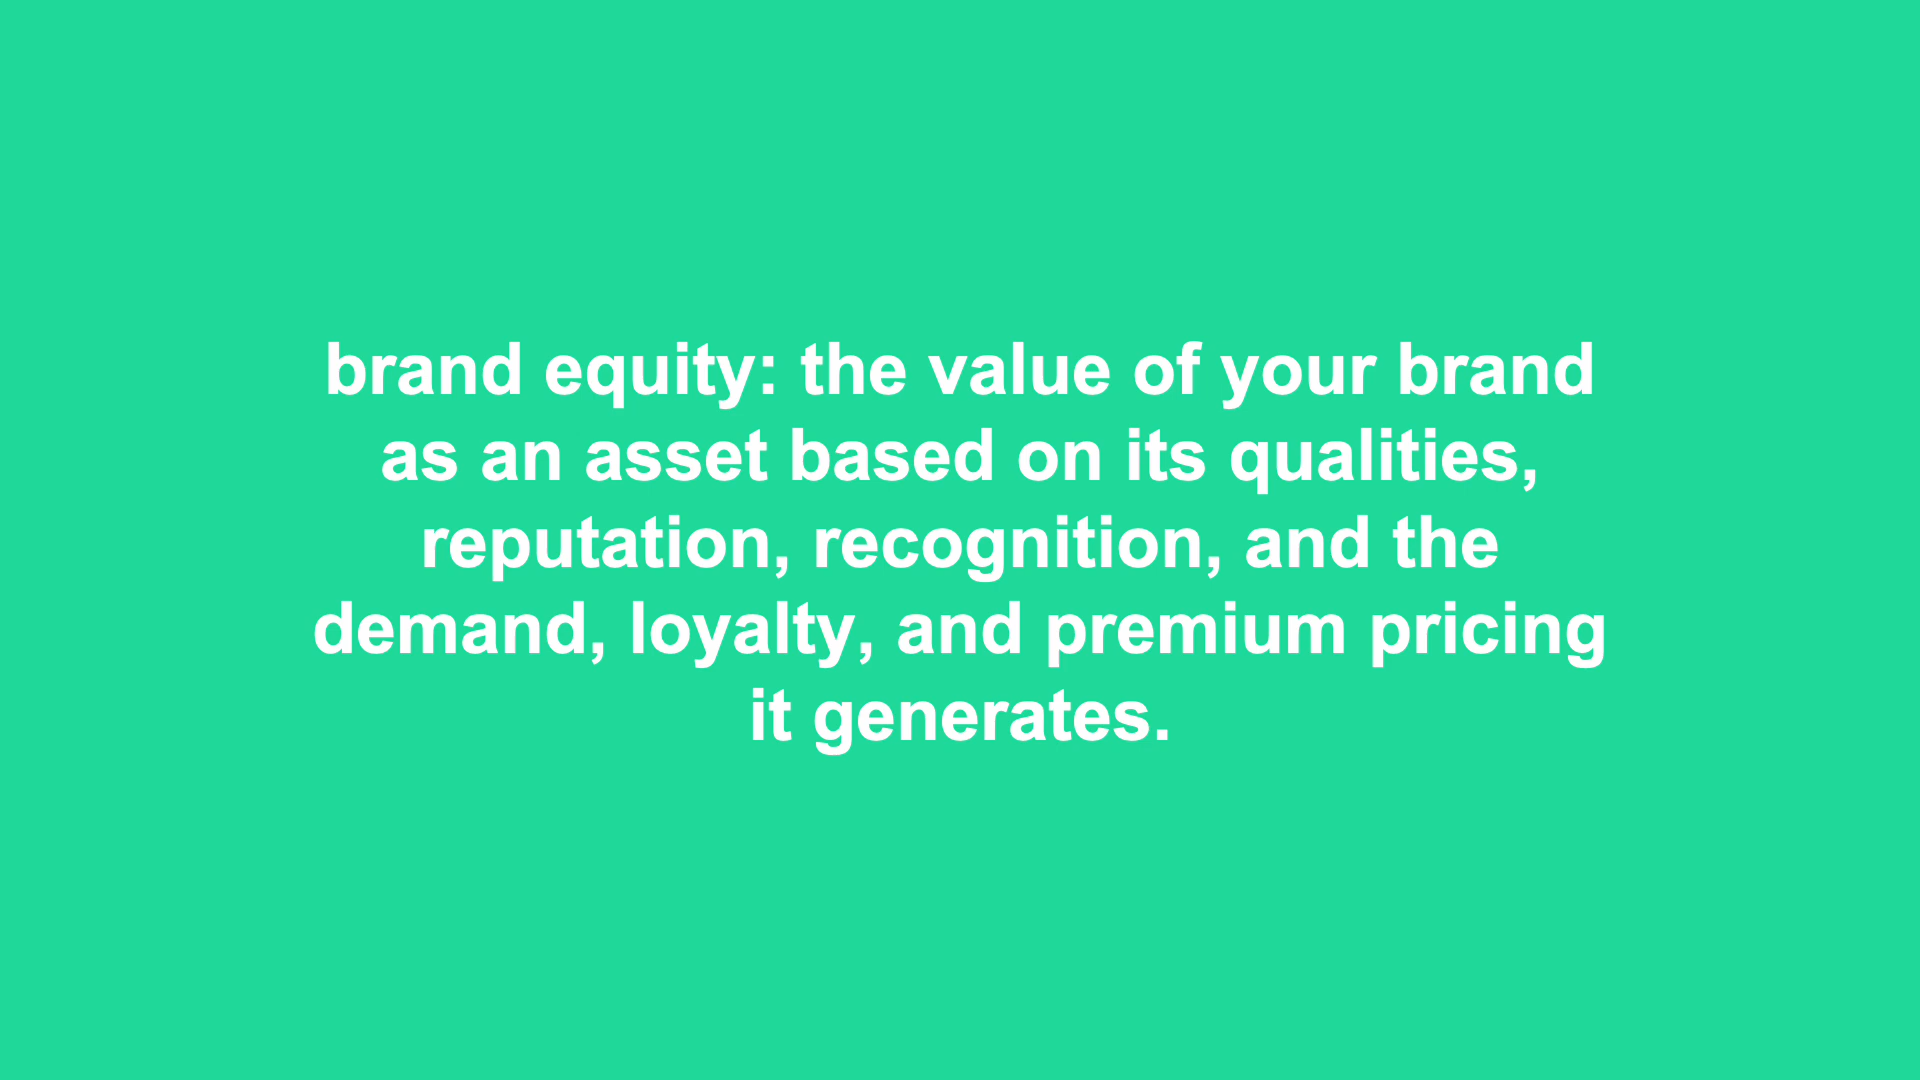 brand equity: the value of your brand
as an asset based on its qualities,
reputation, recognition, and the
demand, loyalty, and premium pricing
it generates.